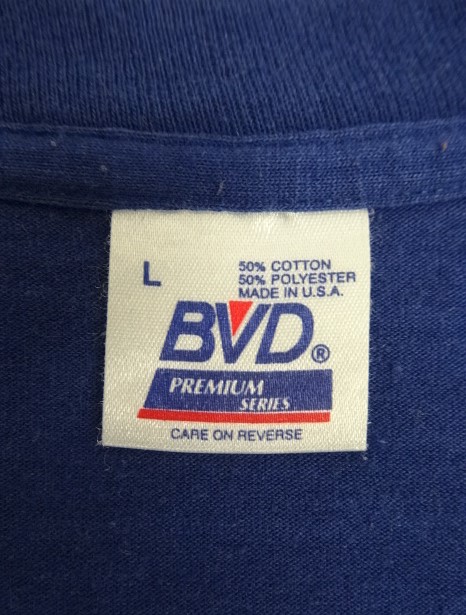 L
50% COTTON
50% POLYESTER
MADE IN U.S.A.
BVD®
PREMIUM
SERIES
CARE ON REVERSE